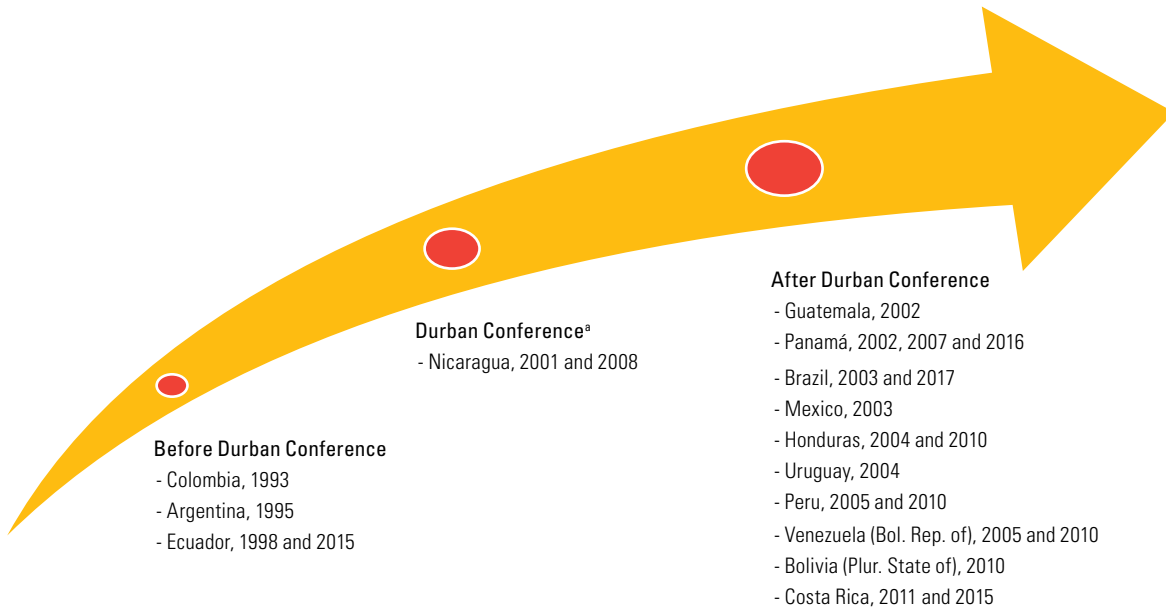 Before Durban Conference
- Colombia, 1993
- Argentina, 1995
- Ecuador, 1998 and 2015
Durban Conferenceᵃ
- Nicaragua, 2001 and 2008
After Durban Conference
- Guatemala, 2002
- Panamá, 2002, 2007 and 2016
- Brazil, 2003 and 2017
- Mexico, 2003
- Honduras, 2004 and 2010
- Uruguay, 2004
- Peru, 2005 and 2010
- Venezuela (Bol. Rep. of), 2005 and 2010
- Bolivia (Plur. State of), 2010
- Costa Rica, 2011 and 2015